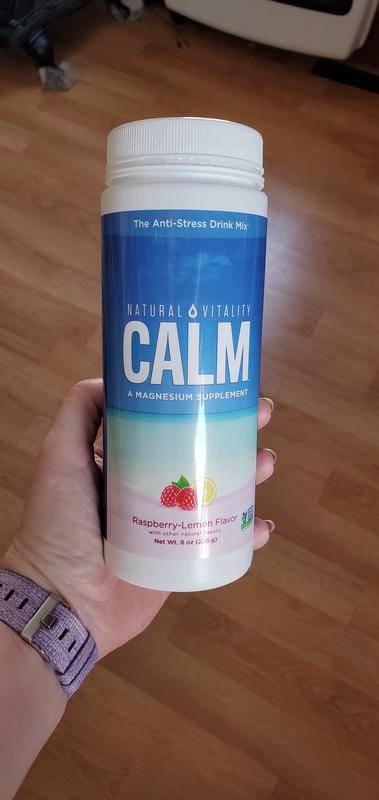 The Anti-Stress Drink Mix
NATURAL VITALITY
CALM
A MAGNESIUM SUPPLEMENT
Raspberry-Lemon Flavor
with other natural flavors
Net Wt. 8 oz (226 g)